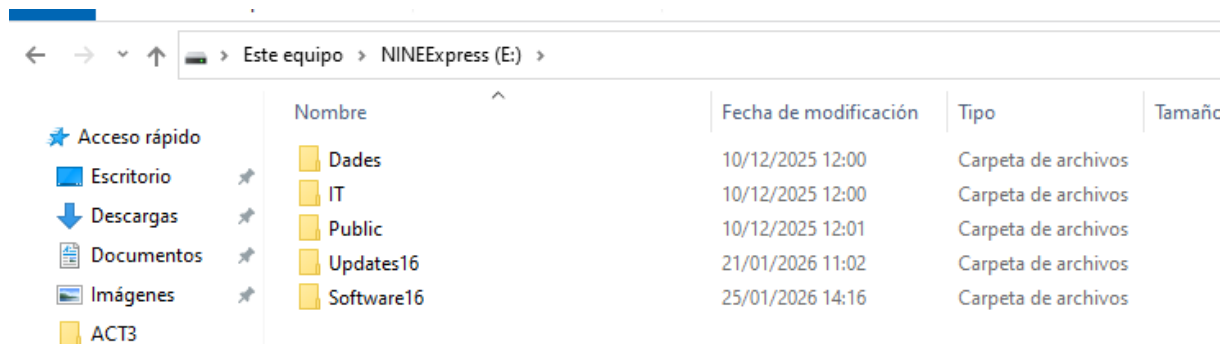 Este equipo > NINEExpress (E:) >
Nombre Fecha de modificación Tipo Tamaño
Acceso rápido
Escritorio
Descargas
Documentos
Imágenes
ACT3
Dades 10/12/2025 12:00 Carpeta de archivos
IT 10/12/2025 12:00 Carpeta de archivos
Public 10/12/2025 12:01 Carpeta de archivos
Updates16 21/01/2026 11:02 Carpeta de archivos
Software16 25/01/2026 14:16 Carpeta de archivos